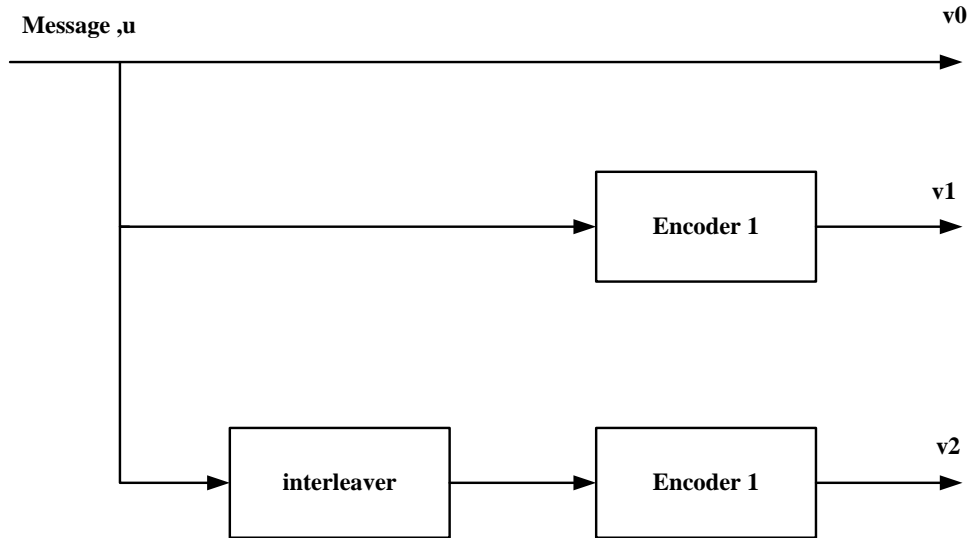 Message ,u
v0
v1
Encoder 1
v2
interleaver
Encoder 1